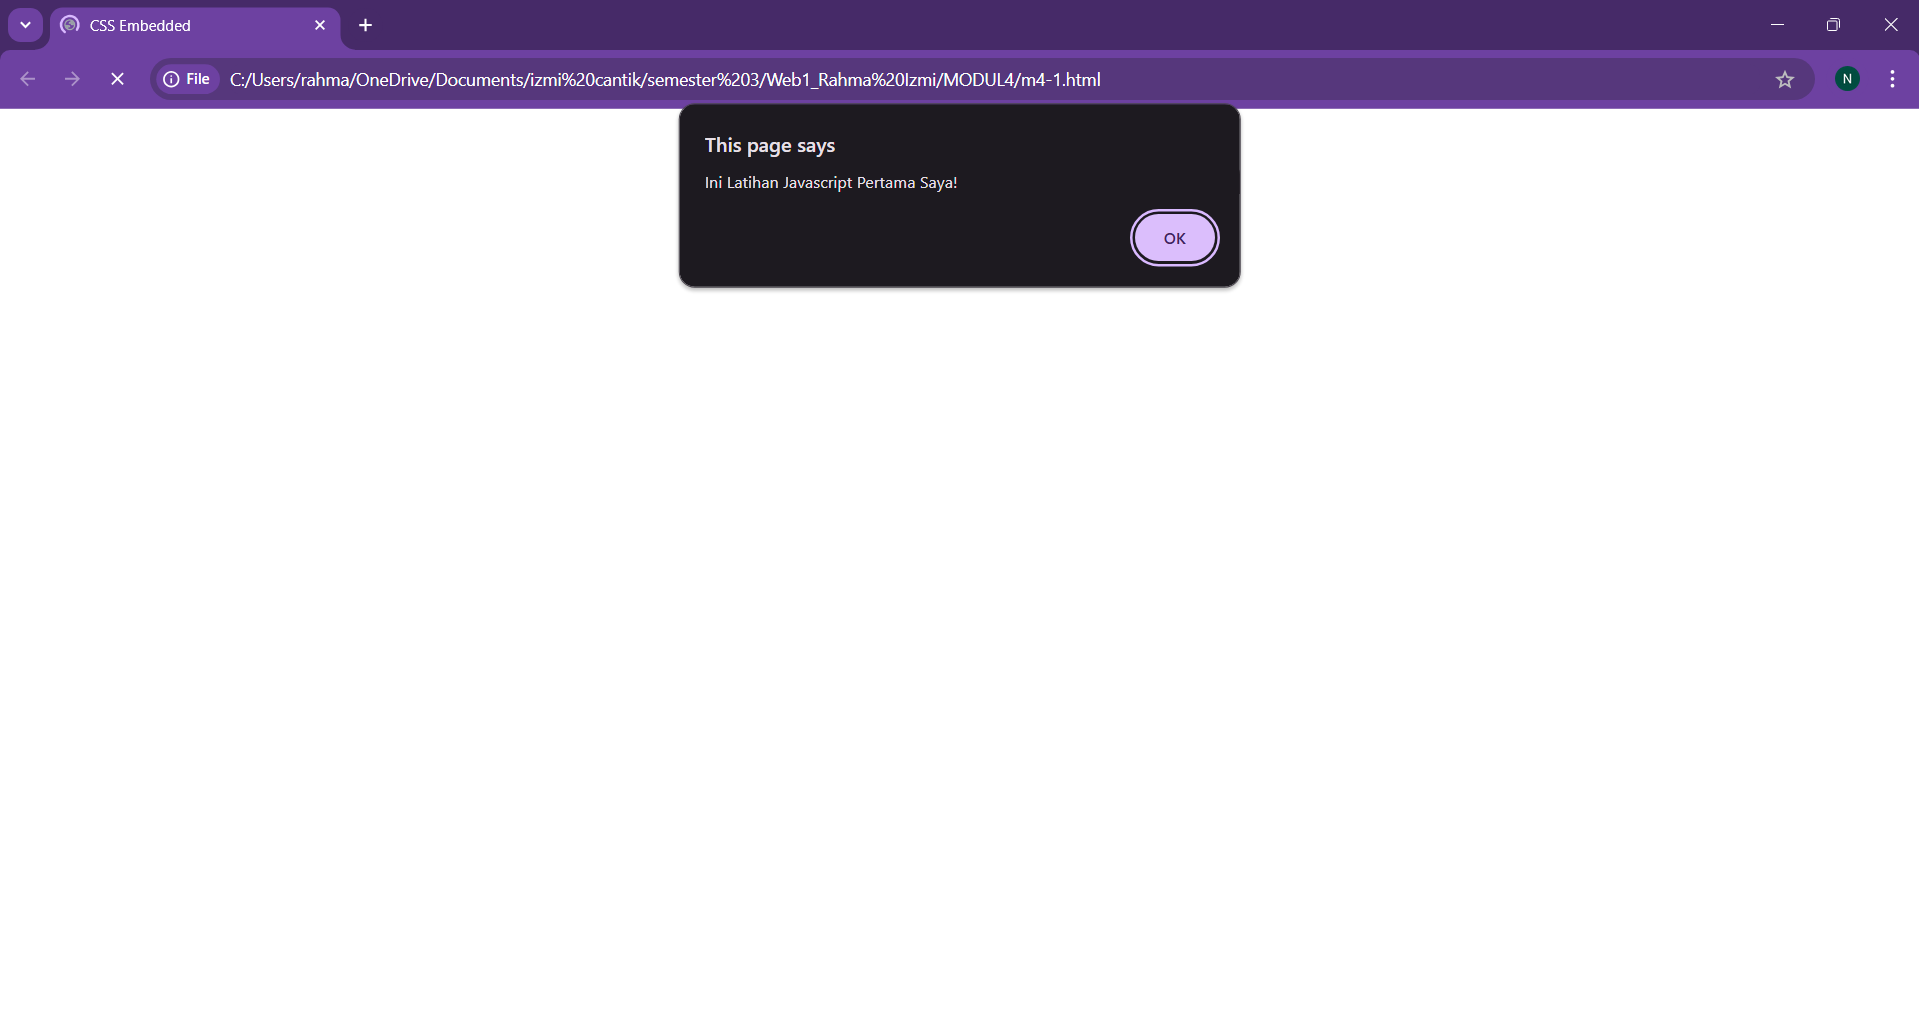 CSS Embedded
File
C:/Users/rahma/OneDrive/Documents/izmi%20cantik/semester%203/Web1_Rahma%20Izmi/MODUL4/m4-1.html
N
This page says
Ini Latihan Javascript Pertama Saya!
OK